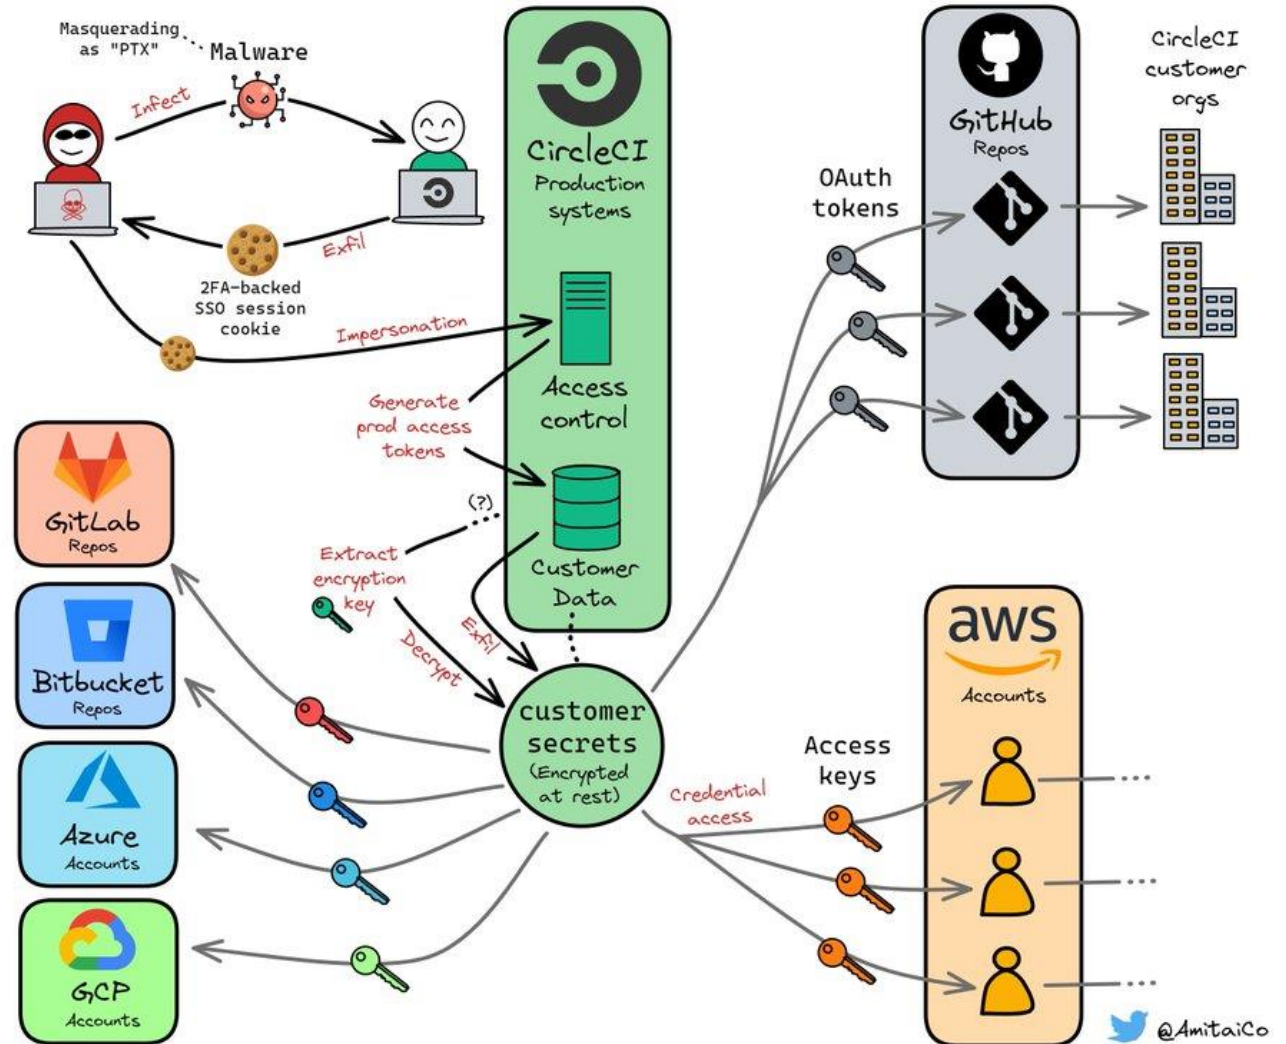 Masquerading
as "PTX"
Malware
Infect
Exfil
2FA-backed
SSO session
cookie
Impersonation
CircleCI
Production
systems
Access
control
Generate
prod access
tokens
(?)
Extract
encryption
key
Decrypt
Exfil
Customer
Data
customer
secrets
(Encrypted
at rest)
GitHub
Repos
CircleCI
customer
orgs
OAuth
tokens
GitLab
Repos
Bitbucket
Repos
Azure
Accounts
GCP
Accounts
Credential
access
Access
keys
aws
Accounts
@AmitaiCo